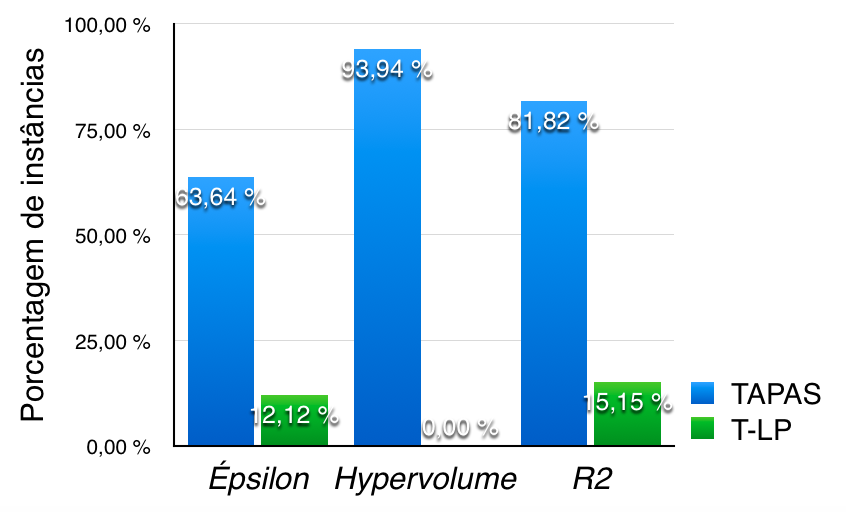 100,00 %
75,00 %
50,00 %
25,00 %
0,00 %
Porcentagem de instâncias
63,64 %
12,12 %
93,94 %
0,00 %
81,82 %
15,15 %
Épsilon
Hypervolume
R2
TAPAS
T-LP